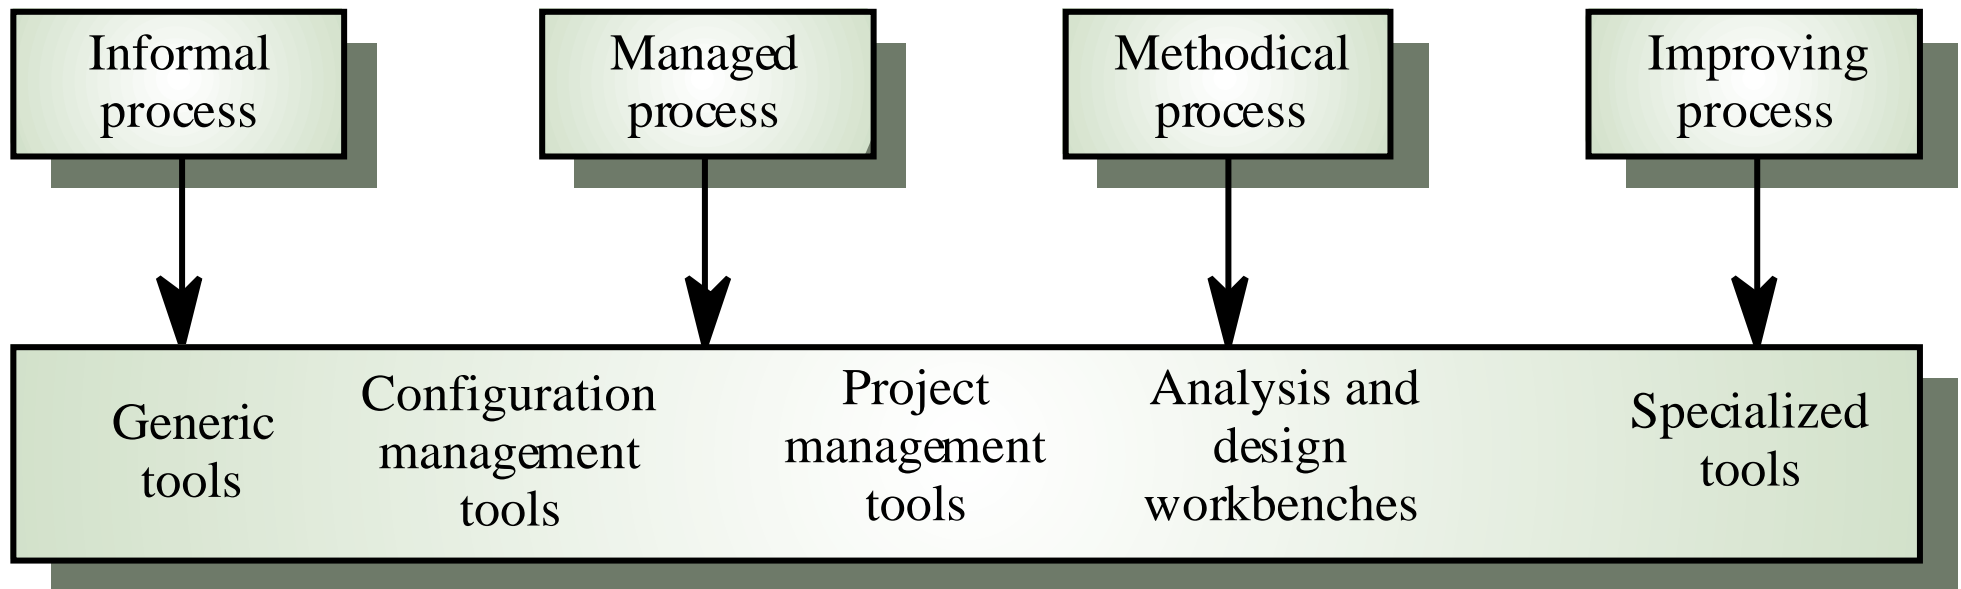 Informal
process
Managed
process
Methodical
process
Improving
process
Generic
tools
Configuration
management
tools
Project
management
tools
Analysis and
design
workbenches
Specialized
tools